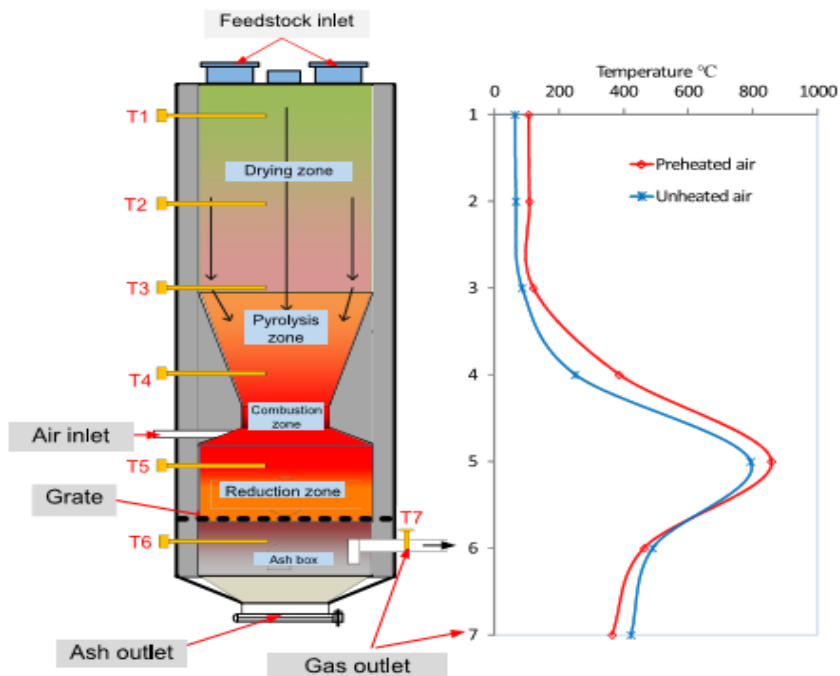 Feedstock inlet
T1
Drying zone
T2
T3
Pyrolysis
zone
T4
Combustion
zone
Air inlet
T5
Reduction zone
Grate
T7
T6
Ash box
Ash outlet
Gas outlet
Temperature °C
0 200 400 600 800 1000
1
2
3
4
5
6
7
Preheated air
Unheated air